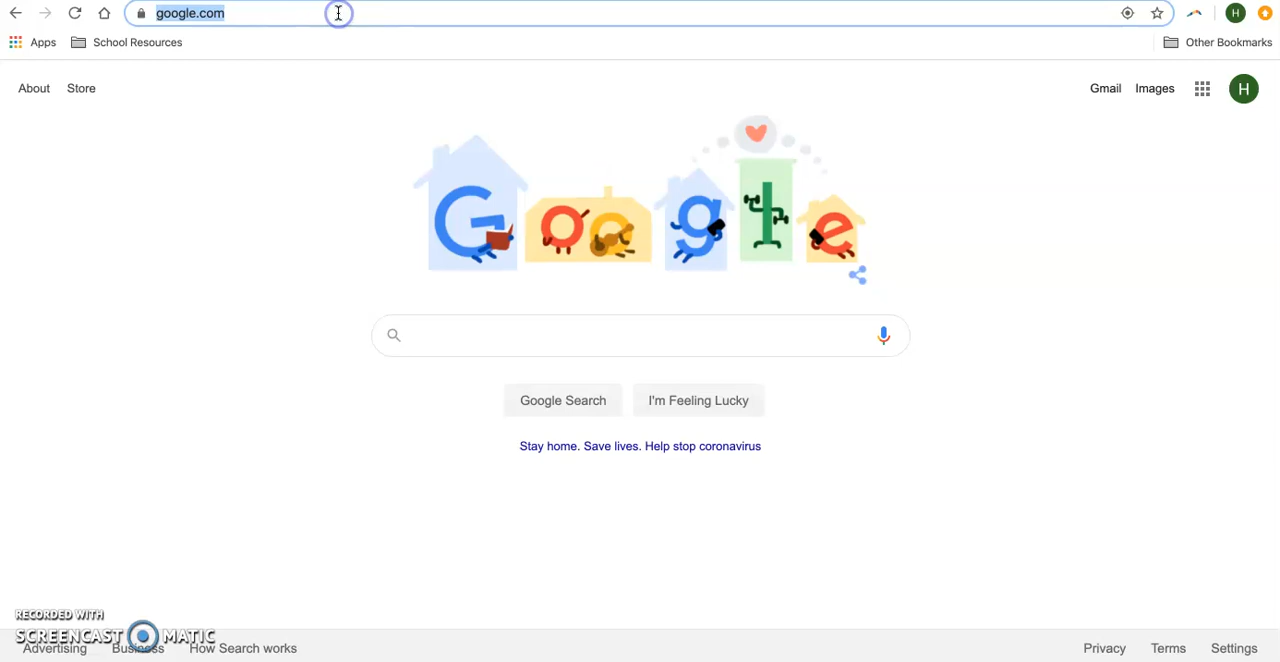 google.com
H
Apps School Resources Other Bookmarks
About Store Gmail Images H
Google
Google Search I'm Feeling Lucky
Stay home. Save lives. Help stop coronavirus
RECORDED WITH
SCREENCAST MATIC
Advertising Business How Search works Privacy Terms Settings